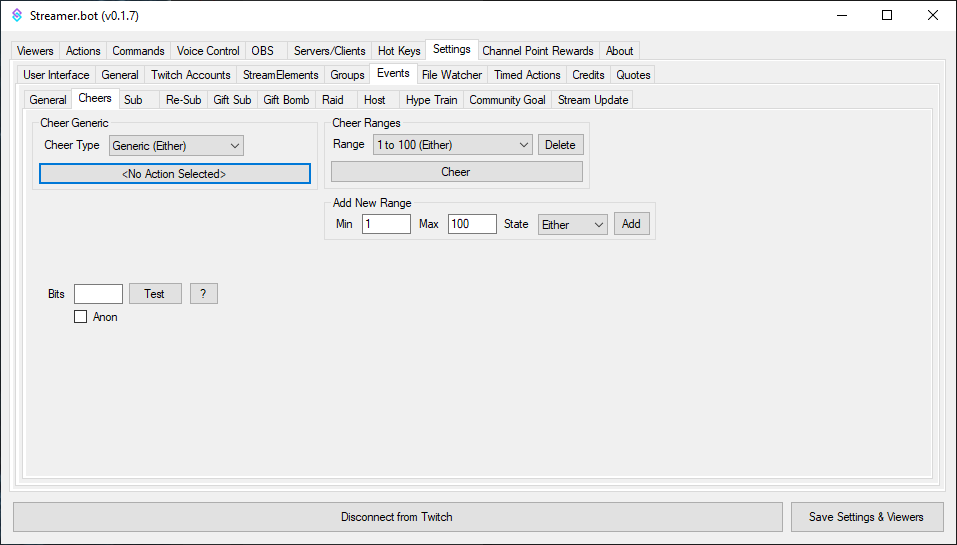 Streamer.bot (v0.1.7)
Viewers Actions Commands Voice Control OBS Servers/Clients Hot Keys Settings Channel Point Rewards About
User Interface General Twitch Accounts StreamElements Groups Events File Watcher Timed Actions Credits Quotes
General Cheers Sub Re-Sub Gift Sub Gift Bomb Raid Host Hype Train Community Goal Stream Update
Cheer Generic
Cheer Type Generic (Either)
<No Action Selected>
Cheer Ranges
Range 1 to 100 (Either) Delete
Cheer
Add New Range
Min 1 Max 100 State Either Add
Bits Test ?
Anon
Disconnect from Twitch Save Settings & Viewers